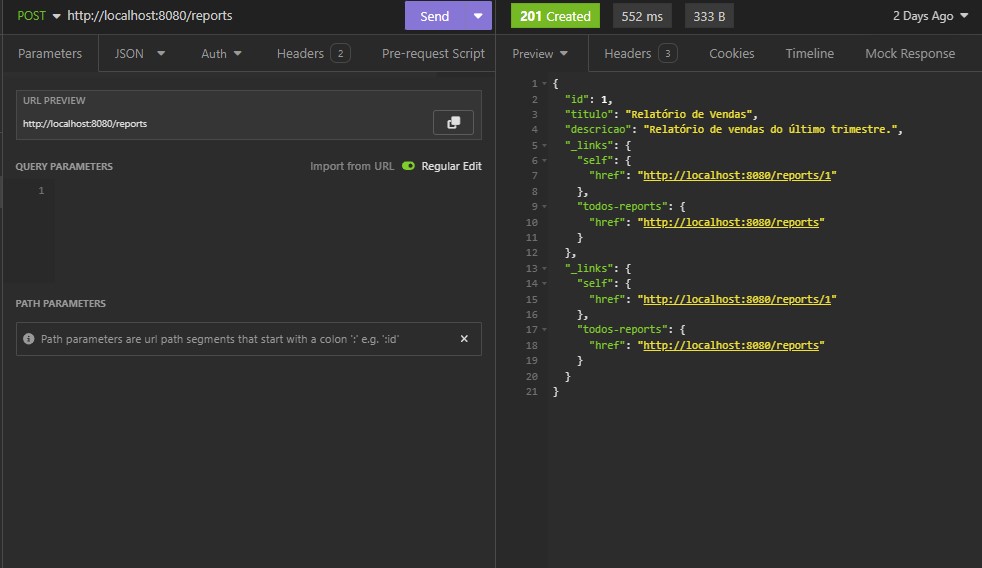 POST http://localhost:8080/reports Send
201 Created 552 ms 333 B 2 Days Ago
Parameters JSON Auth Headers 2 Pre-request Script
Preview Headers 3 Cookies Timeline Mock Response
URL PREVIEW
http://localhost:8080/reports
QUERY PARAMETERS Import from URL Regular Edit
1
PATH PARAMETERS
Path parameters are url path segments that start with a colon ':' e.g. ':id'
1 {
2 "id": 1,
3 "titulo": "Relatório de Vendas",
4 "descricao": "Relatório de vendas do último trimestre.",
5 "_links": {
6 "self": {
7 "href": "http://localhost:8080/reports/1"
8 },
9 "todos-reports": {
10 "href": "http://localhost:8080/reports"
11 }
12 },
13 "_links": {
14 "self": {
15 "href": "http://localhost:8080/reports/1"
16 },
17 "todos-reports": {
18 "href": "http://localhost:8080/reports"
19 }
20 }
21 }